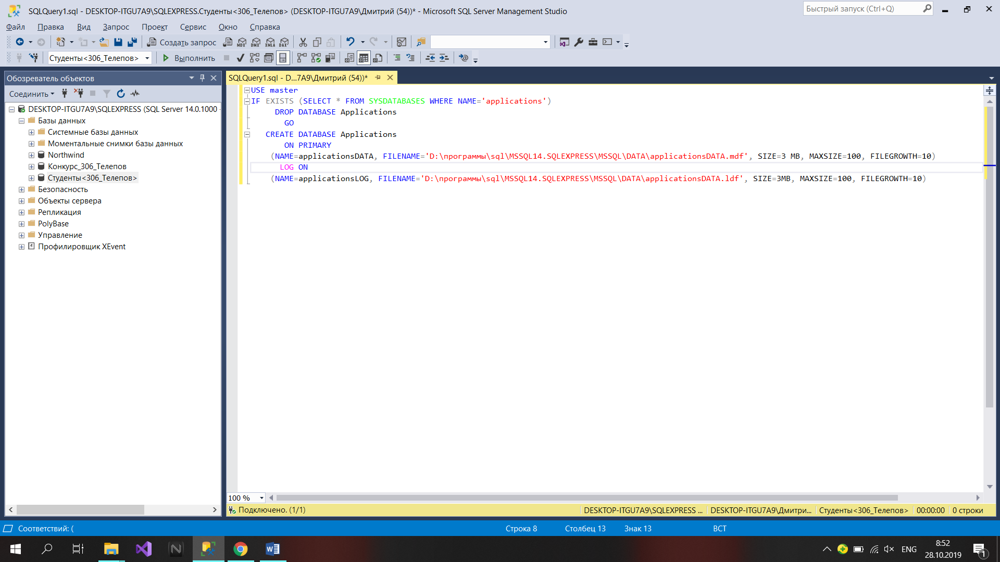 SQLQuery1.sql - DESKTOP-ITGU7A9\SQLEXPRESS.Студенты<306_Телепов> (DESKTOP-ITGU7A9\Дмитрий (54))* - Microsoft SQL Server Management Studio
Быстрый запуск (Ctrl+Q)
Файл Правка Вид Запрос Проект Сервис Окно Справка
Создать запрос MDX DMX XMLA DAX
Студенты<306_Телепов> Выполнить
Обозреватель объектов
SQLQuery1.sql - D...7A9\Дмитрий (54))*
Соединить
DESKTOP-ITGU7A9\SQLEXPRESS (SQL Server 14.0.1000 -
Базы данных
Системные базы данных
Моментальные снимки базы данных
Northwind
Конкурс_306_Телепов
Студенты<306_Телепов>
Безопасность
Объекты сервера
Репликация
PolyBase
Управление
Профилировщик XEvent
USE master
IF EXISTS (SELECT * FROM SYSDATABASES WHERE NAME='applications')
DROP DATABASE Applications
GO
CREATE DATABASE Applications
ON PRIMARY
(NAME=applicationsDATA, FILENAME='D:\программы\sql\MSSQL14.SQLEXPRESS\MSSQL\DATA\applicationsDATA.mdf', SIZE=3 MB, MAXSIZE=100, FILEGROWTH=10)
LOG ON
(NAME=applicationsLOG, FILENAME='D:\программы\sql\MSSQL14.SQLEXPRESS\MSSQL\DATA\applicationsDATA.ldf', SIZE=3MB, MAXSIZE=100, FILEGROWTH=10)
100 %
Подключено. (1/1) DESKTOP-ITGU7A9\SQLEXPRESS ... DESKTOP-ITGU7A9\Дмитри... Студенты<306_Телепов> 00:00:00 0 строки
Соответствий: ( Строка 8 Столбец 13 Знак 13 ВСТ
ENG
8:52
28.10.2019
1